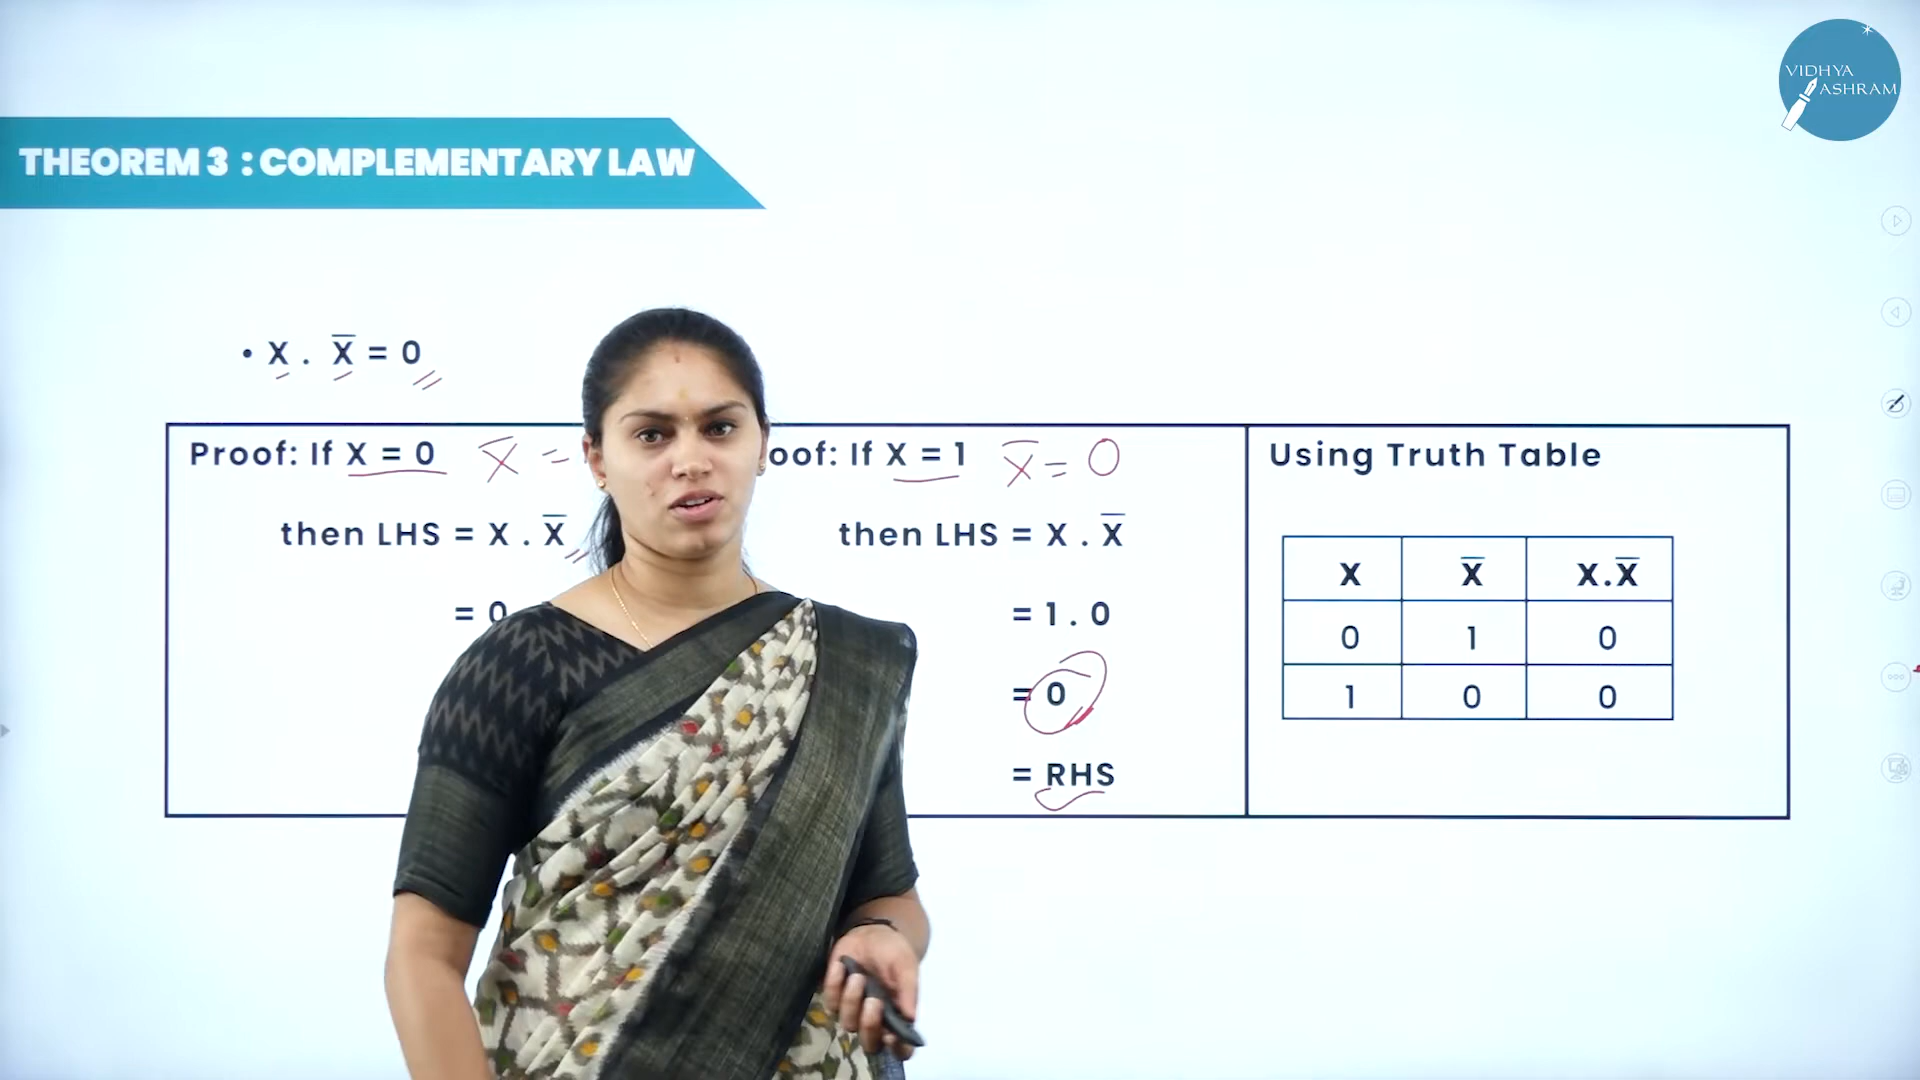 VIDHYA
ASHRAM
THEOREM 3 : COMPLEMENTARY LAW
• X . X̅ = 0
Proof: If X = 0 X̅ =
then LHS = X . X̅
= 0
oof: If X = 1 X̅ = 0
then LHS = X . X̅
= 1 . 0
= 0
= RHS
Using Truth Table
X X̅ X.X̅
0 1 0
1 0 0